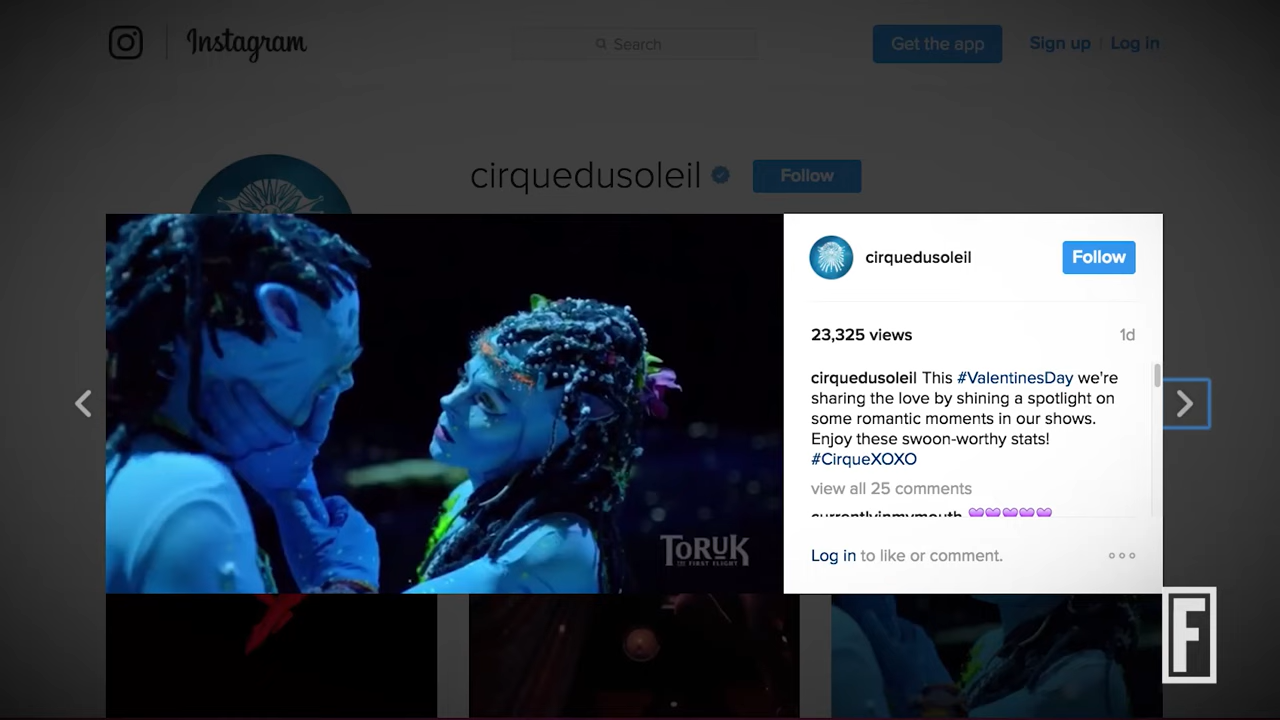 Instagram
Search
Get the app
Sign up | Log in
cirquedusoleil
Follow
cirquedusoleil
Follow
23,325 views
1d
cirquedusoleil This #ValentinesDay we're
sharing the love by shining a spotlight on
some romantic moments in our shows.
Enjoy these swoon-worthy stats!
#CirqueXOXO
view all 25 comments
currentlyinmymouth 💜💜💜💜💜
Log in to like or comment.
TORUK
THE FIRST FLIGHT
F